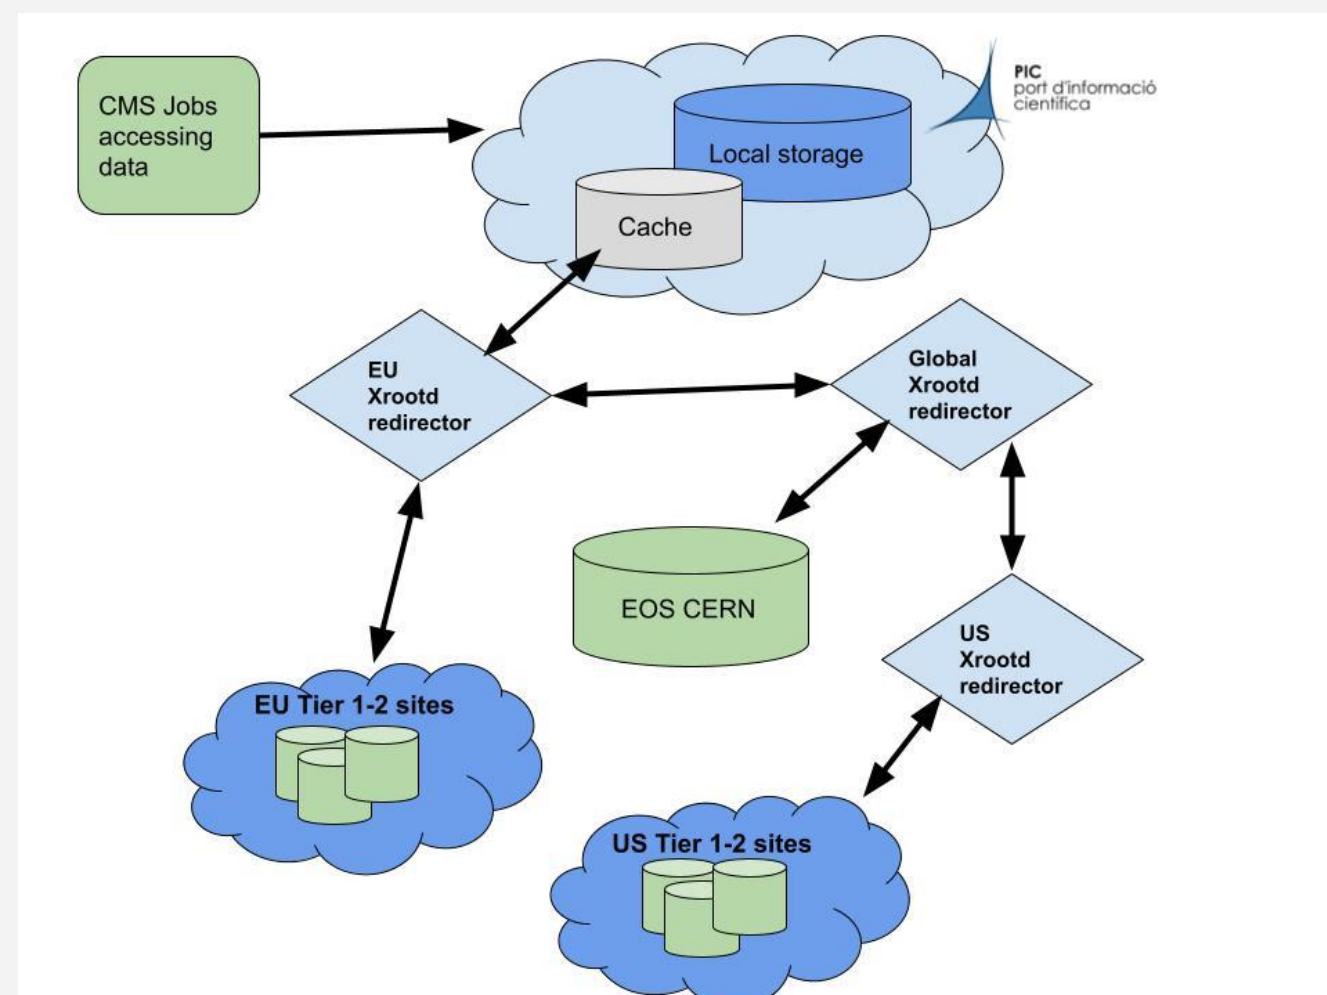 CMS Jobs
accessing
data
PIC
port d'informació
científica
Local storage
Cache
EU
Xrootd
redirector
Global
Xrootd
redirector
EOS CERN
US
Xrootd
redirector
EU Tier 1-2 sites
US Tier 1-2 sites